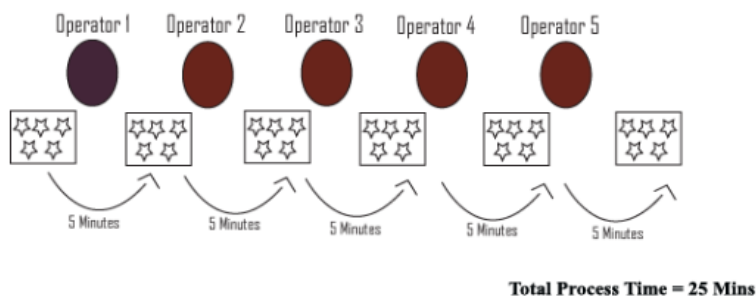 Operator 1
Operator 2
Operator 3
Operator 4
Operator 5
5 Minutes
5 Minutes
5 Minutes
5 Minutes
5 Minutes
Total Process Time = 25 Mins